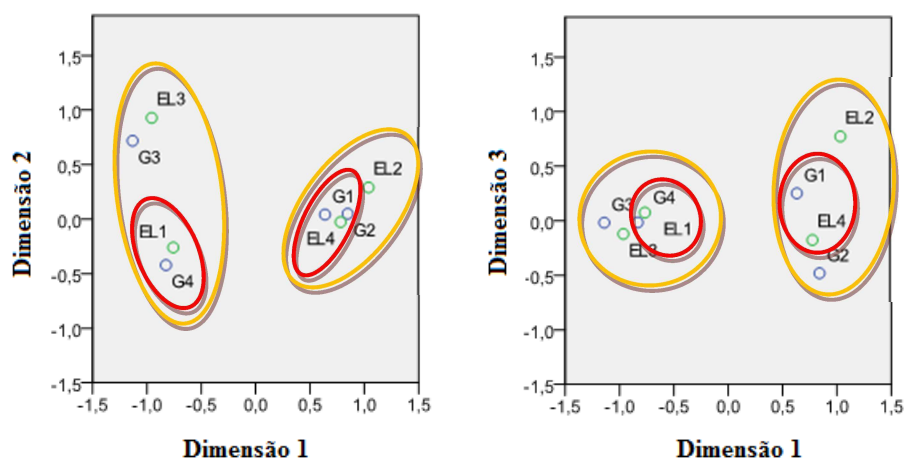 1,5
1,0
0,5
0,0
-0,5
-1,0
-1,5
-1,5 -1,0 -0,5 0,0 0,5 1,0 1,5
Dimensão 2
Dimensão 1
EL3
G3
EL1
G4
EL2
G1
EL4
G2
1,5
1,0
0,5
0,0
-0,5
-1,0
-1,5
-1,5 -1,0 -0,5 0,0 0,5 1,0 1,5
Dimensão 3
Dimensão 1
EL2
G1
G3
G4
EL1
EL4
EL3
G2